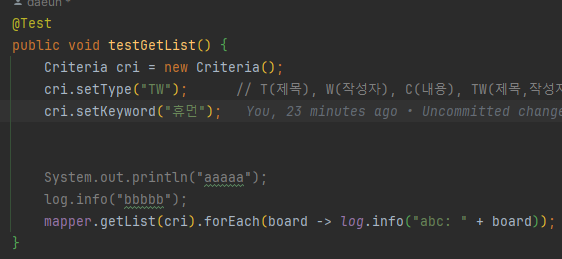 daeun *
@Test
public void testGetList() {
Criteria cri = new Criteria();
cri.setType("TW"); // T(제목), W(작성자), C(내용), TW(제목,작성자
cri.setKeyword("휴먼"); You, 23 minutes ago • Uncommitted change
System.out.println("aaaaa");
log.info("bbbbb");
mapper.getList(cri).forEach(board -> log.info("abc: " + board));
}